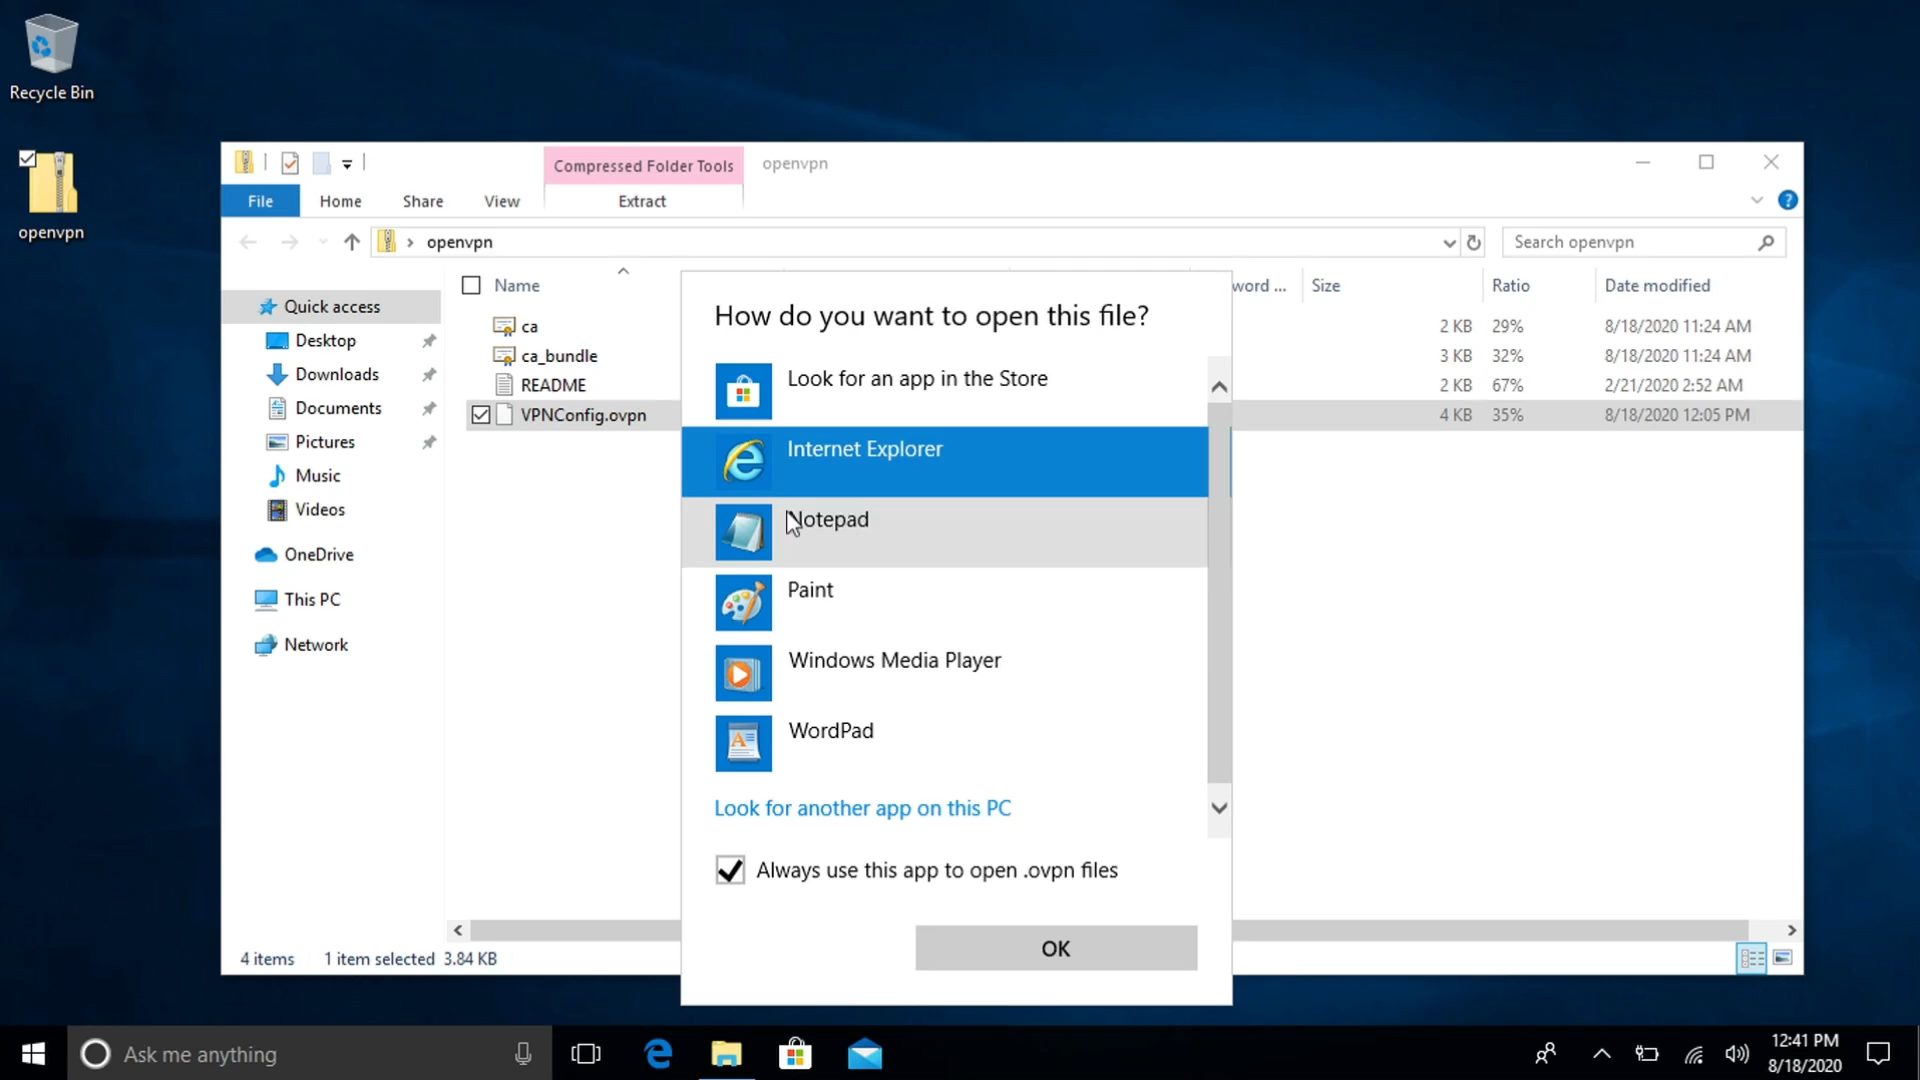 Recycle Bin
openvpn
Compressed Folder Tools
openvpn
File
Home
Share
View
Extract
openvpn
Search openvpn
Name
word ...
Size
Ratio
Date modified
Quick access
Desktop
Downloads
Documents
Pictures
Music
Videos
OneDrive
This PC
Network
ca
2 KB 29% 8/18/2020 11:24 AM
ca_bundle
3 KB 32% 8/18/2020 11:24 AM
README
2 KB 67% 2/21/2020 2:52 AM
VPNConfig.ovpn
4 KB 35% 8/18/2020 12:05 PM
How do you want to open this file?
Look for an app in the Store
Internet Explorer
Notepad
Paint
Windows Media Player
WordPad
Look for another app on this PC
Always use this app to open .ovpn files
OK
4 items 1 item selected 3.84 KB
Ask me anything
12:41 PM
8/18/2020